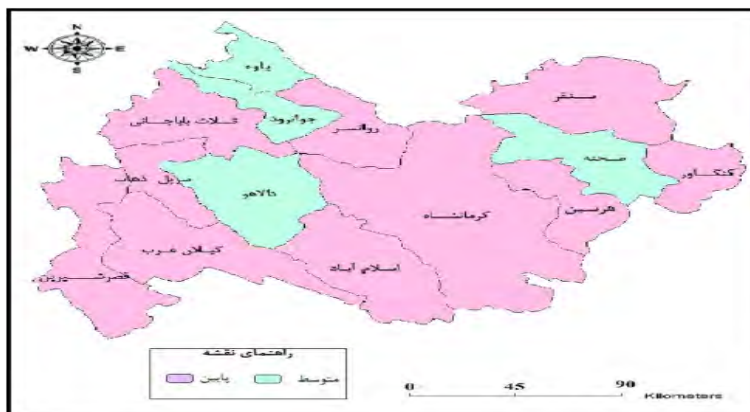 N
W E
S
پاوه
سنقر
جوانرود
ثلاث باباجانی
روانسر
صحنه
کنگاور
سرپل ذهاب
دالاهو
هرسین
کرماشاه
گیلان غرب
اسلام آباد
قصرشیرین
راهنمای نقشه
متوسط پایین
0 45 90
Kilometers